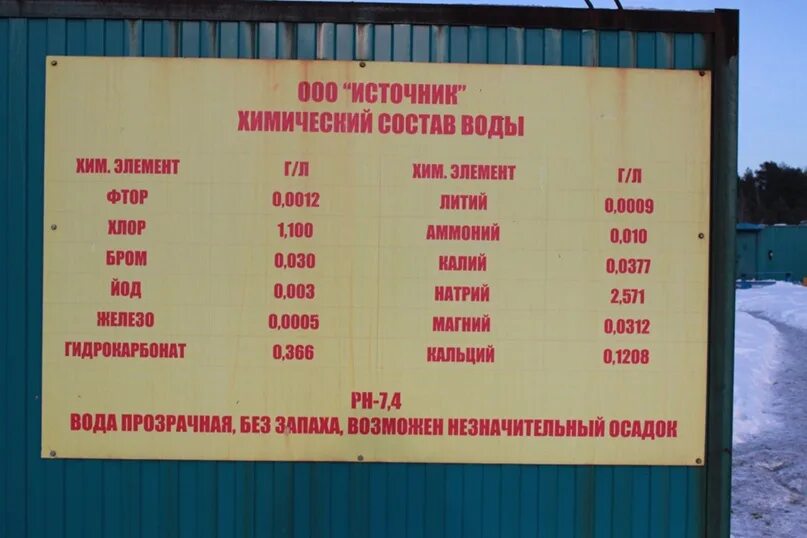 ООО "ИСТОЧНИК"
ХИМИЧЕСКИЙ СОСТАВ ВОДЫ
ХИМ. ЭЛЕМЕНТ Г/Л ХИМ. ЭЛЕМЕНТ Г/Л
ФТОР 0,0012 ЛИТИЙ 0,0009
ХЛОР 1,100 АММОНИЙ 0,010
БРОМ 0,030 КАЛИЙ 0,0377
ЙОД 0,003 НАТРИЙ 2,571
ЖЕЛЕЗО 0,0005 МАГНИЙ 0,0312
ГИДРОКАРБОНАТ 0,366 КАЛЬЦИЙ 0,1208
РН-7,4
ВОДА ПРОЗРАЧНАЯ, БЕЗ ЗАПАХА, ВОЗМОЖЕН НЕЗНАЧИТЕЛЬНЫЙ ОСАДОК